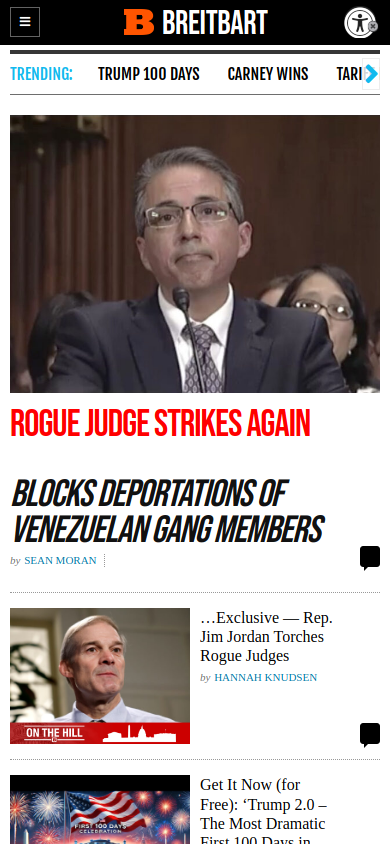 BREITBART
TRENDING: TRUMP 100 DAYS CARNEY WINS TARI
ROGUE JUDGE STRIKES AGAIN
BLOCKS DEPORTATIONS OF
VENEZUELAN GANG MEMBERS
by SEAN MORAN
ON THE HILL
…Exclusive — Rep.
Jim Jordan Torches
Rogue Judges
by HANNAH KNUDSEN
FIRST 100 DAYS
CELEBRATION
Get It Now (for
Free): ‘Trump 2.0 –
The Most Dramatic
First 100 Days in